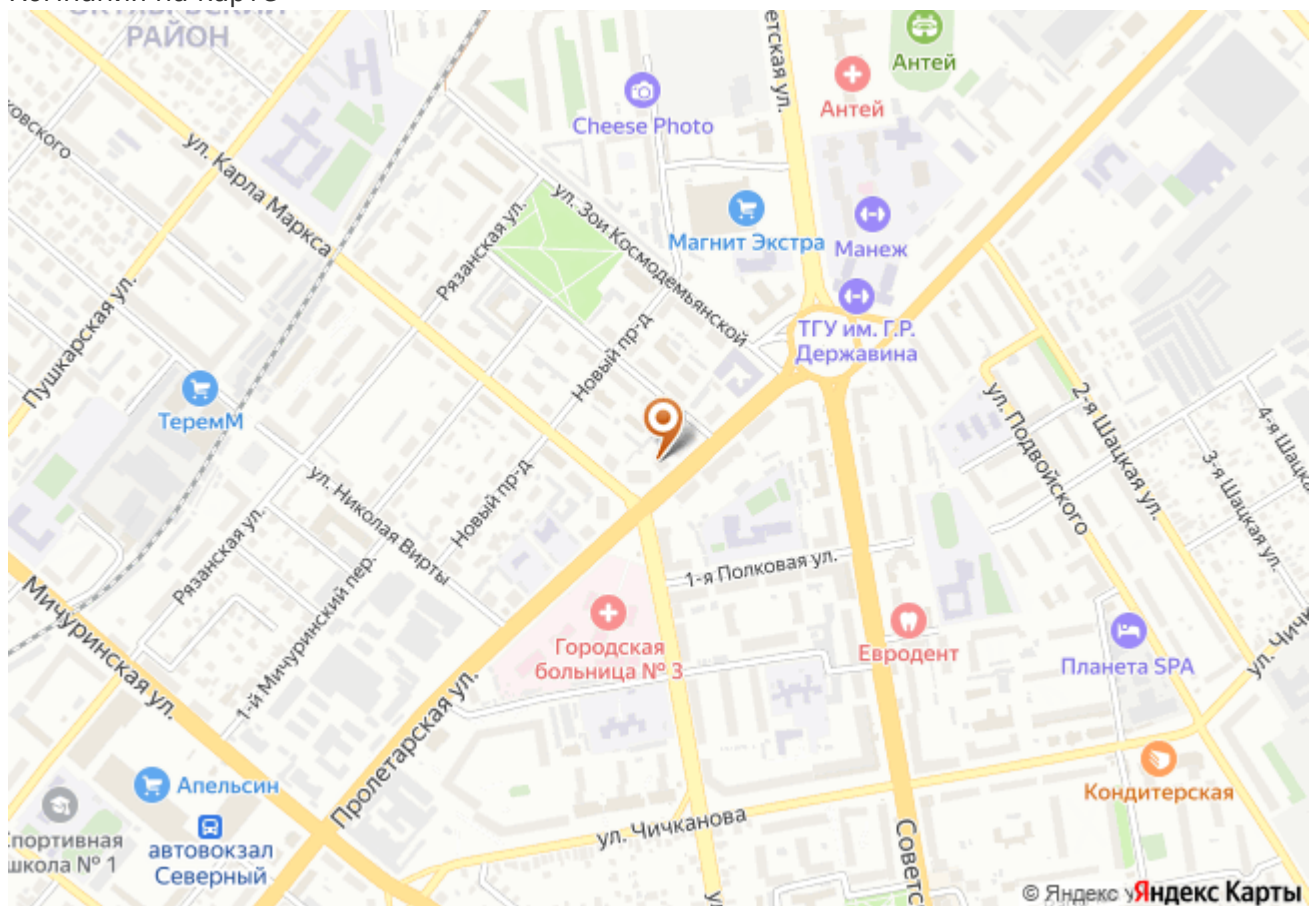 РАЙОН
Антей
Антей
Cheese Photo
ул. Карла Маркса
Рязанская ул.
ул. Зои Космодемьянской
Магнит Экстра
Манеж
ТГУ им. Г.Р.
Державина
Пушкарская ул.
Новый пр-д
ТеремМ
ул. Подвойского
2-я Шацкая ул.
3-я Шацкая ул.
ул. Николая Вирты
Новый пр-д
Рязанская ул.
1-я Полковая ул.
1-й Мичуринский пер.
Мичуринская ул.
Городская
больница № 3
Евродент
Планета SPA
Пролетарская ул.
Апельсин
Кондитерская
ул. Чичканова
школа № 1
автовокзал
Северный
© Яндекс
Яндекс Карты